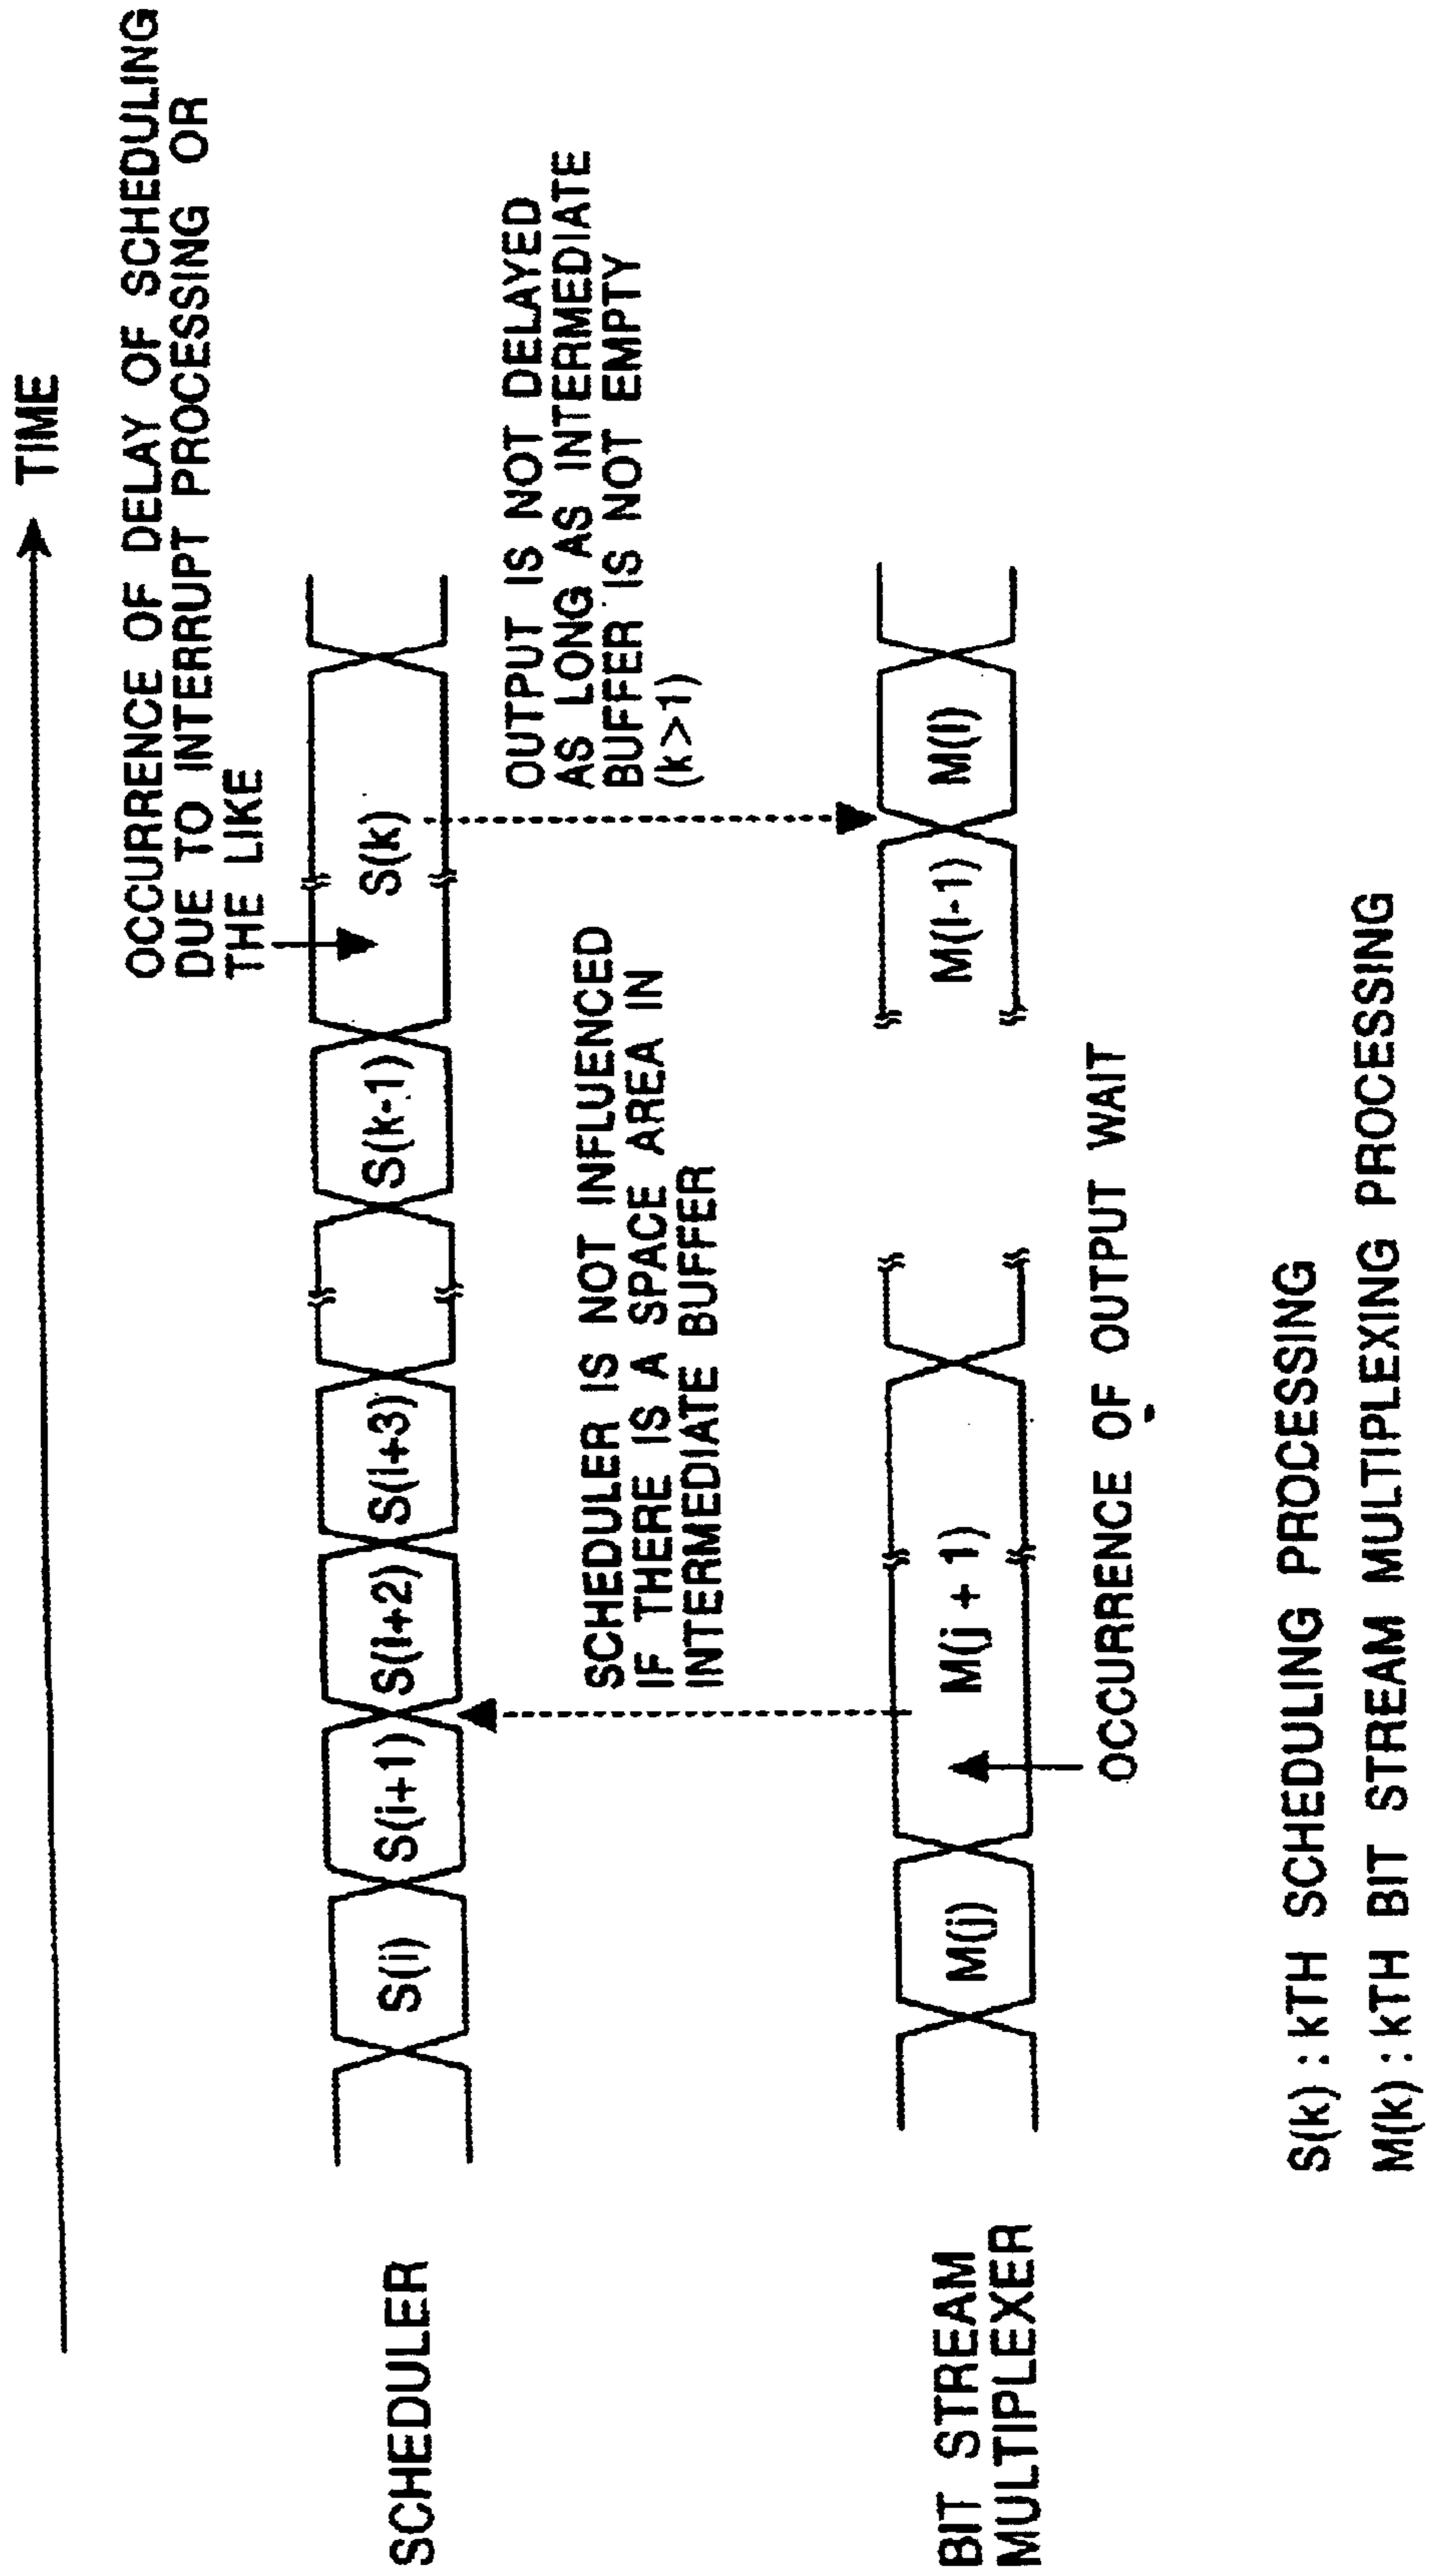 TIME
OCCURRENCE OF DELAY OF SCHEDULING
DUE TO INTERRUPT PROCESSING OR
THE LIKE
SCHEDULER
S(i)
S(i+1)
S(i+2)
S(i+3)
S(k-1)
S(k)
SCHEDULER IS NOT INFLUENCED
IF THERE IS A SPACE AREA IN
INTERMEDIATE BUFFER
OUTPUT IS NOT DELAYED
AS LONG AS INTERMEDIATE
BUFFER IS NOT EMPTY
(k>1)
BIT STREAM
MULTIPLEXER
M(j)
M(j + 1)
M(l-1)
M(l)
OCCURRENCE OF OUTPUT WAIT
S(k) : kTH SCHEDULING PROCESSING
M(k) : kTH BIT STREAM MULTIPLEXING PROCESSING